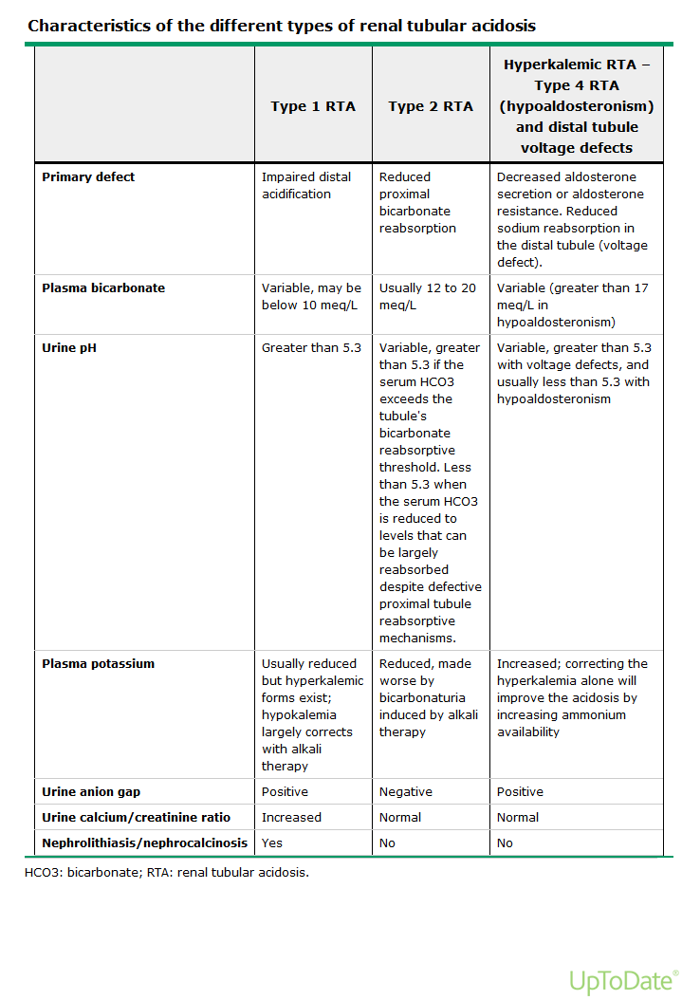 Characteristics of the different types of renal tubular acidosis
Type 1 RTA
Type 2 RTA
Hyperkalemic RTA –
Type 4 RTA
(hypoaldosteronism)
and distal tubule
voltage defects
Primary defect
Impaired distal
acidification
Reduced
proximal
bicarbonate
reabsorption
Decreased aldosterone
secretion or aldosterone
resistance. Reduced
sodium reabsorption in
the distal tubule (voltage
defect).
Plasma bicarbonate
Variable, may be
below 10 meq/L
Usually 12 to 20
meq/L
Variable (greater than 17
meq/L in
hypoaldosteronism)
Urine pH
Greater than 5.3
Variable, greater
than 5.3 if the
serum HCO3
exceeds the
tubule's
bicarbonate
reabsorptive
threshold. Less
than 5.3 when
the serum HCO3
is reduced to
levels that can
be largely
reabsorbed
despite defective
proximal tubule
reabsorptive
mechanisms.
Variable, greater than 5.3
with voltage defects, and
usually less than 5.3 with
hypoaldosteronism
Plasma potassium
Usually reduced
but hyperkalemic
forms exist;
hypokalemia
largely corrects
with alkali
therapy
Reduced, made
worse by
bicarbonaturia
induced by alkali
therapy
Increased; correcting the
hyperkalemia alone will
improve the acidosis by
increasing ammonium
availability
Urine anion gap
Positive
Negative
Positive
Urine calcium/creatinine ratio
Increased
Normal
Normal
Nephrolithiasis/nephrocalcinosis
Yes
No
No
HCO3: bicarbonate; RTA: renal tubular acidosis.
UpToDate®